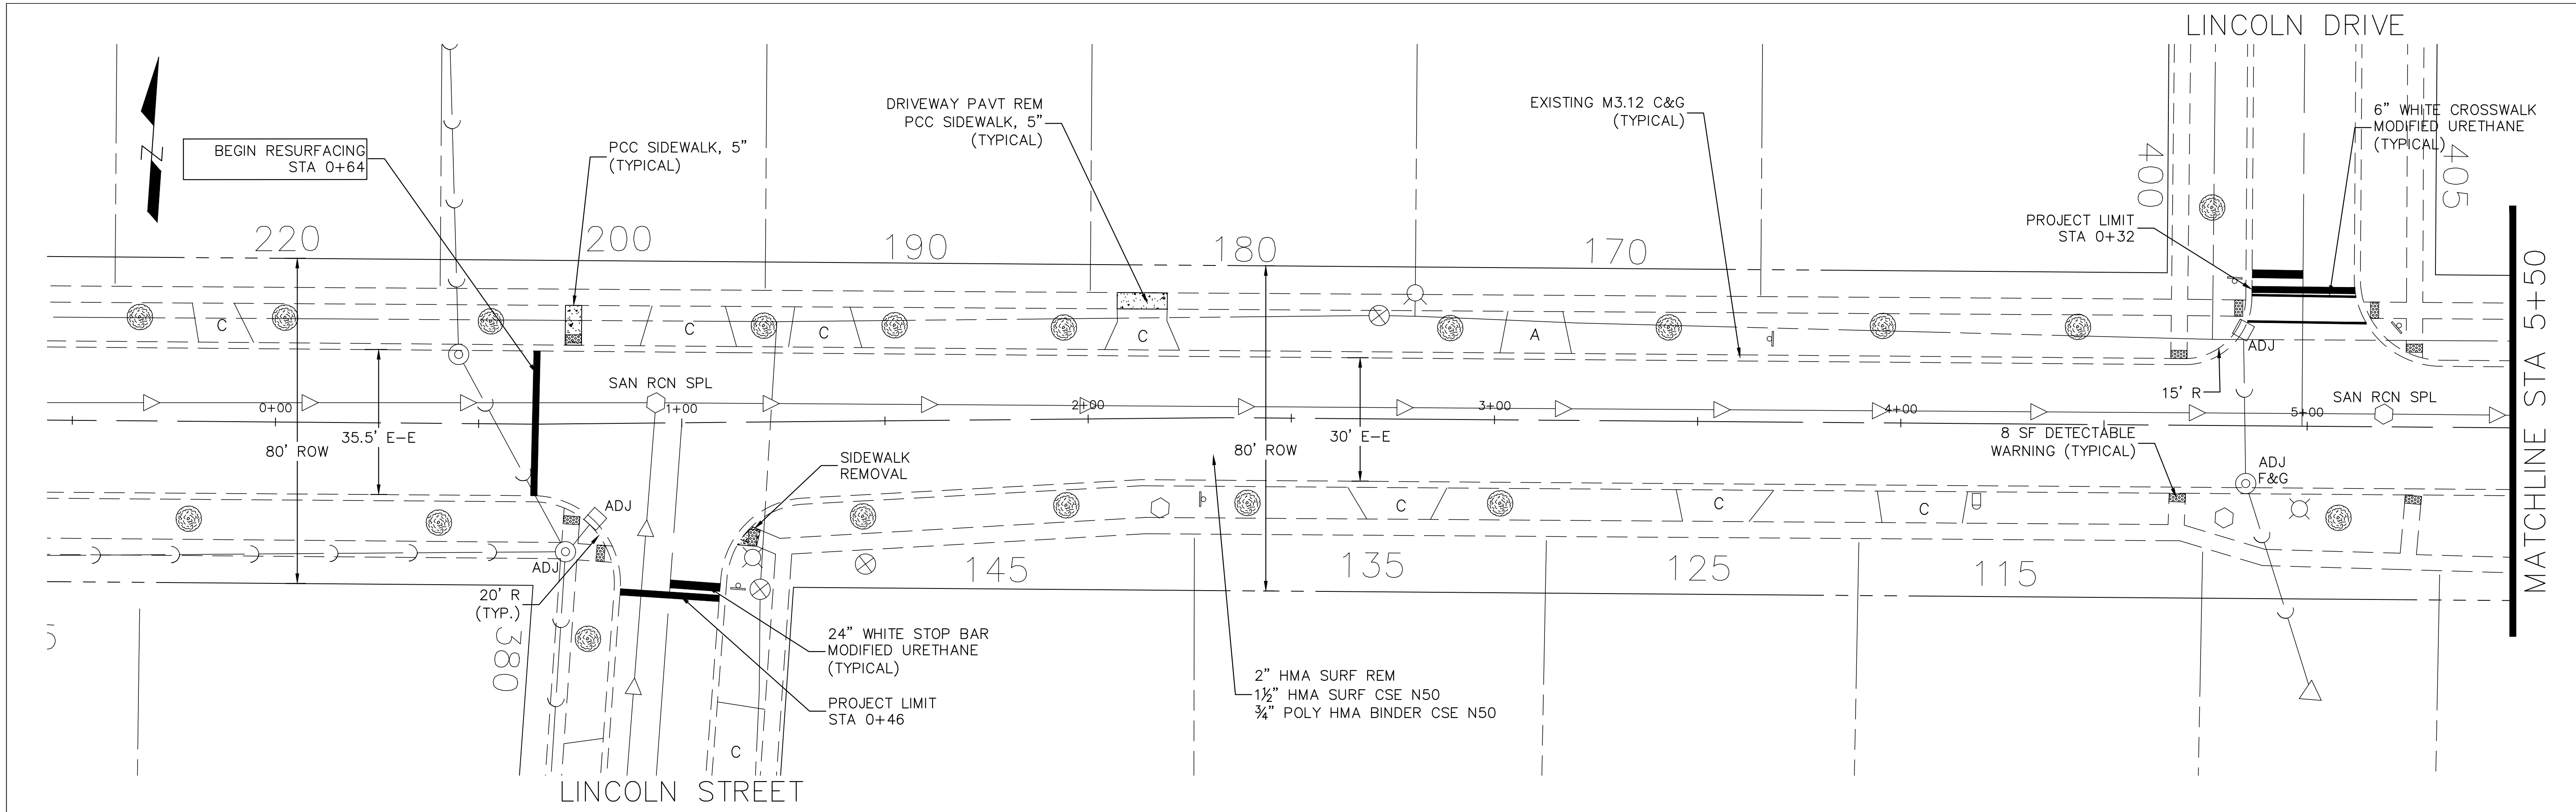 LINCOLN DRIVE
DRIVEWAY PAVT REM
PCC SIDEWALK, 5"
(TYPICAL)
EXISTING M3.12 C&G
(TYPICAL)
6" WHITE CROSSWALK
MODIFIED URETHANE
(TYPICAL)
BEGIN RESURFACING
STA 0+64
PCC SIDEWALK, 5"
(TYPICAL)
N
400
405
PROJECT LIMIT
STA 0+32
220
200
190
180
170
C
C
C
C
A
ADJ
15' R
SAN RCN SPL
SAN RCN SPL
0+00
1+00
2+00
3+00
4+00
5+00
35.5' E-E
80' ROW
30' E-E
80' ROW
8 SF DETECTABLE
WARNING (TYPICAL)
MATCHLINE STA 5+50
SIDEWALK
REMOVAL
ADJ
F&G
ADJ
C
C
C
ADJ
145
135
125
115
20' R
(TYP.)
380
24" WHITE STOP BAR
MODIFIED URETHANE
(TYPICAL)
PROJECT LIMIT
STA 0+46
2" HMA SURF REM
1½" HMA SURF CSE N50
¾" POLY HMA BINDER CSE N50
C
LINCOLN STREET